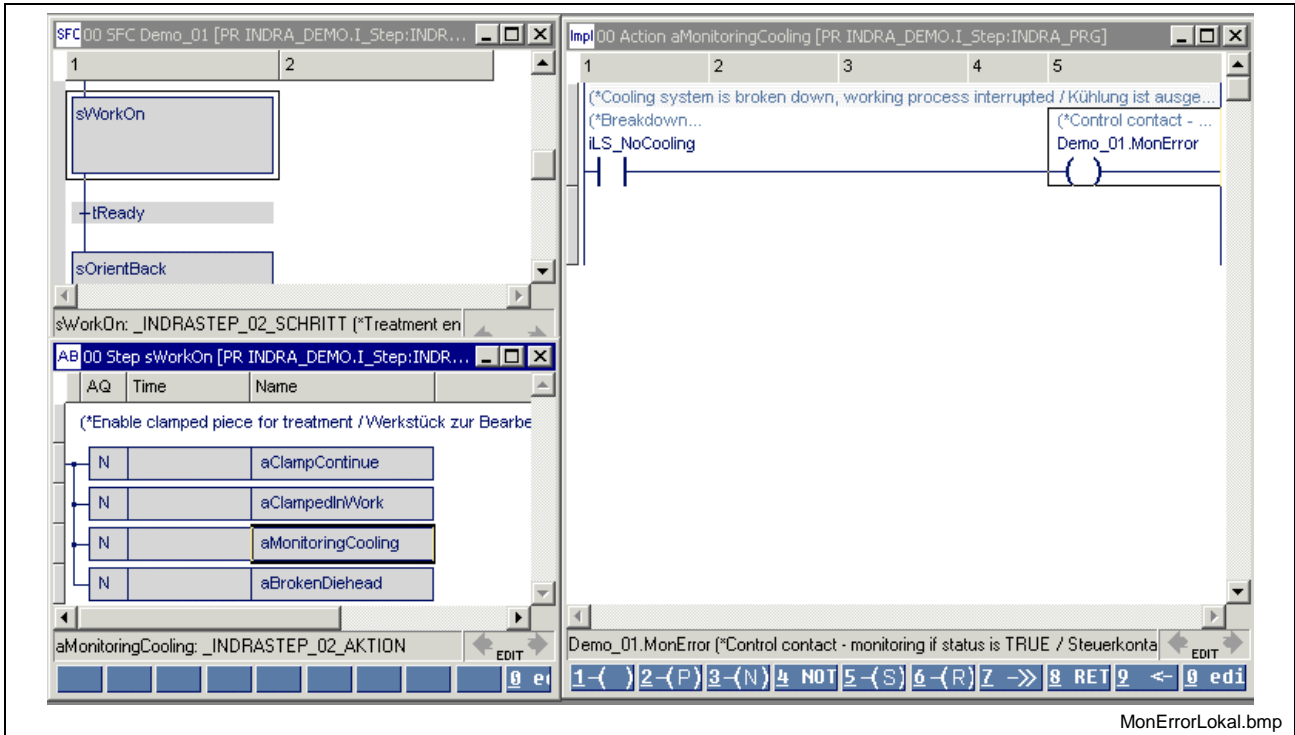 SFC 00 SFC Demo_01 [PR INDRA_DEMO.I_Step:INDR...
1 2
sWorkOn
tReady
sOrientBack
sWorkOn: _INDRASTEP_02_SCHRITT (*Treatment en
AB 00 Step sWorkOn [PR INDRA_DEMO.I_Step:INDR...
AQ Time Name
(*Enable clamped piece for treatment / Werkstück zur Bearbe
N aClampContinue
N aClampedInWork
N aMonitoringCooling
N aBrokenDiehead
aMonitoringCooling: _INDRASTEP_02_AKTION EDIT
0 e
Impl 00 Action aMonitoringCooling [PR INDRA_DEMO.I_Step:INDRA_PRG]
1 2 3 4 5
(*Cooling system is broken down, working process interrupted / Kühlung ist ausge...
(*Breakdown... (*Control contact - ...
iLS_NoCooling Demo_01.MonError
Demo_01.MonError (*Control contact - monitoring if status is TRUE / Steuerkonta EDIT
1-( ) 2-(P) 3-(N) 4 NOT 5-(S) 6-(R) 7 ->> 8 RET 9 <- 0 edi
MonErrorLokal.bmp